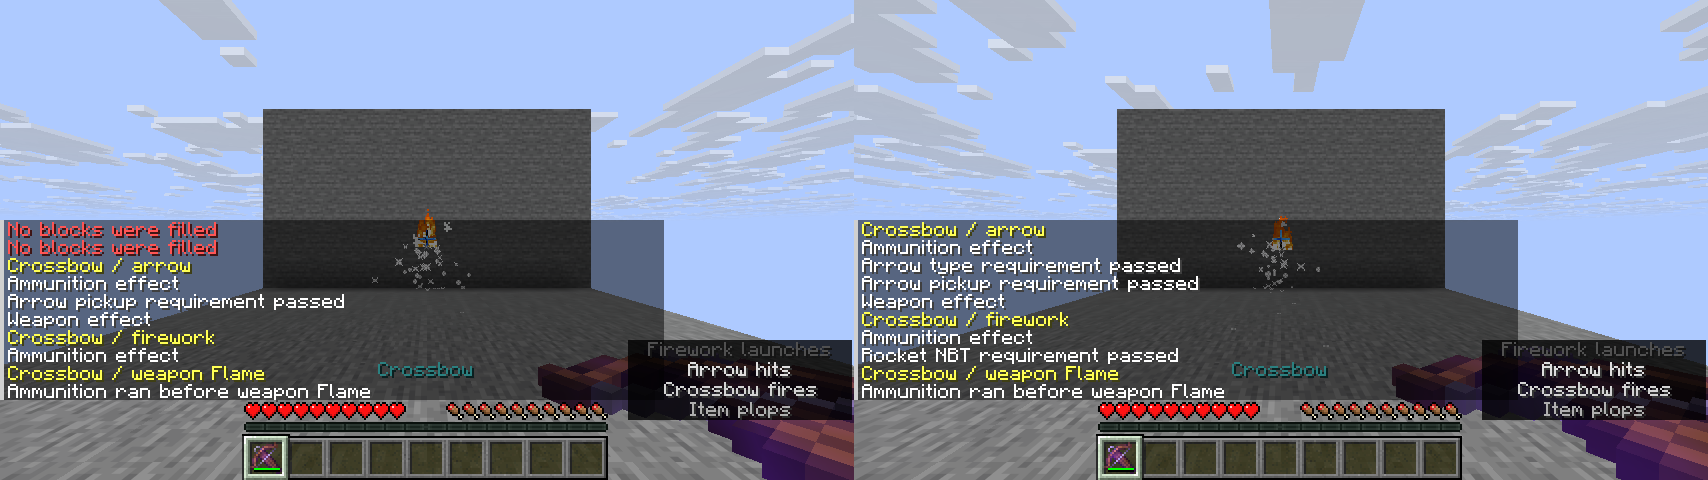 No blocks were filled
No blocks were filled
Crossbow / arrow
Ammunition effect
Arrow pickup requirement passed
Weapon effect
Crossbow / firework
Ammunition effect
Crossbow / weapon Flame
Ammunition ran before weapon Flame
Crossbow
Firework launches
Arrow hits
Crossbow fires
Item plops
Crossbow / arrow
Ammunition effect
Arrow type requirement passed
Arrow pickup requirement passed
Weapon effect
Crossbow / firework
Ammunition effect
Rocket NBT requirement passed
Crossbow / weapon Flame
Ammunition ran before weapon Flame
Crossbow
Firework launches
Arrow hits
Crossbow fires
Item plops